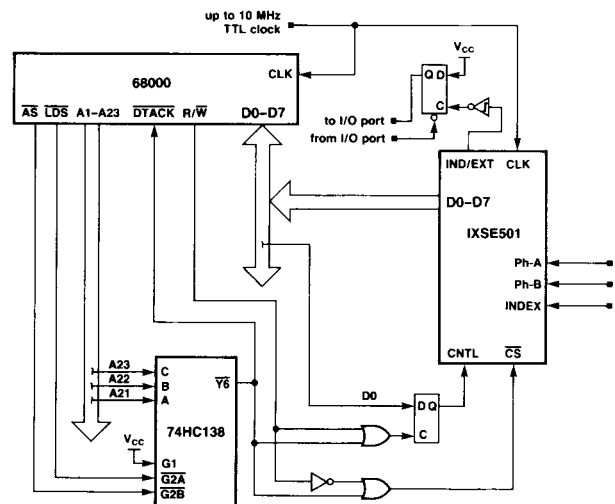 up to 10 MHz
TTL clock
CLK
68000
AS LDS A1–A23 DTACK R/W D0–D7
VCC
Q D
C
to I/O port
from I/O port
IND/EXT CLK
D0–D7
IXSE501
Ph-A
Ph-B
INDEX
CNTL CS
A23
A22
A21
C
B
A
Y6
74HC138
VCC
G1
G2A
G2B
D0
D Q
C